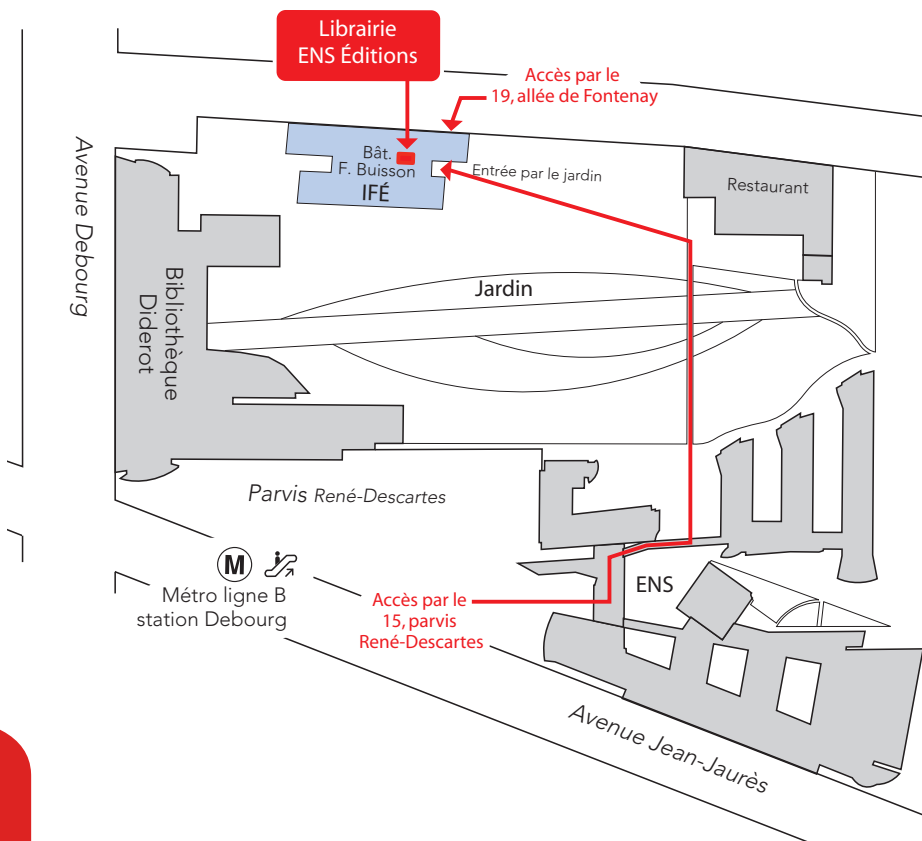 Librairie
ENS Éditions
Accès par le
19, allée de Fontenay
Bât.
F. Buisson
IFÉ
Entrée par le jardin
Restaurant
Avenue Debourg
Bibliothèque
Diderot
Jardin
Parvis René-Descartes
M
Métro ligne B
station Debourg
Accès par le
15, parvis
René-Descartes
ENS
Avenue Jean-Jaurès